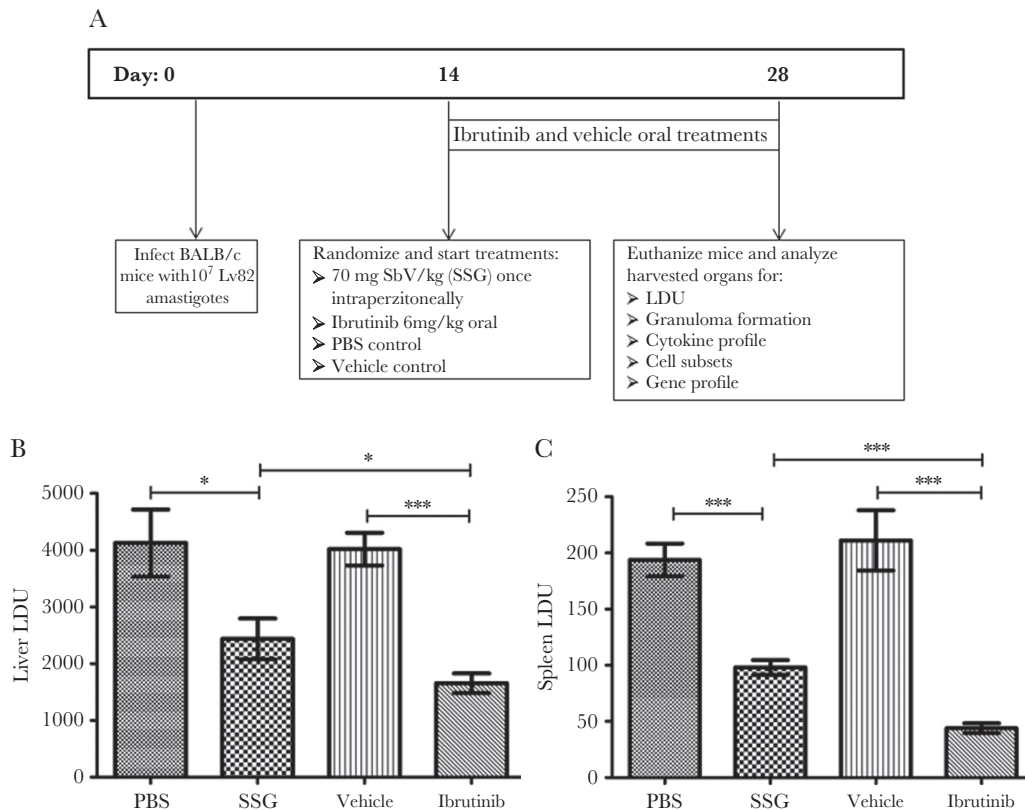 A
Day: 0 14 28
Ibrutinib and vehicle oral treatments
Infect BALB/c
mice with10⁷ Lv82
amastigotes
Randomize and start treatments:
➢ 70 mg SbV/kg (SSG) once
intraperzitoneally
➢ Ibrutinib 6mg/kg oral
➢ PBS control
➢ Vehicle control
Euthanize mice and analyze
harvested organs for:
➢ LDU
➢ Granuloma formation
➢ Cytokine profile
➢ Cell subsets
➢ Gene profile
B
Liver LDU
5000
4000
3000
2000
1000
0
*
*
***
PBS SSG Vehicle Ibrutinib
C
Spleen LDU
250
200
150
100
50
0
***
***
***
PBS SSG Vehicle Ibrutinib